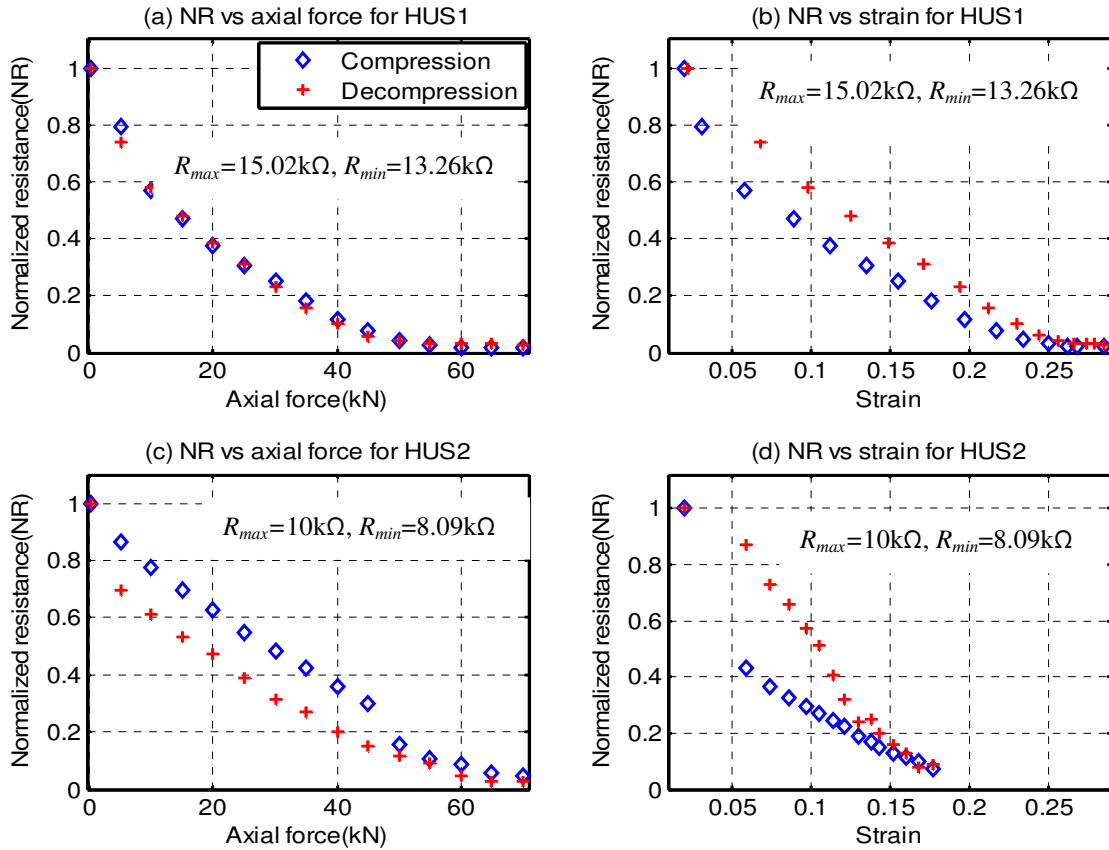 (a) NR vs axial force for HUS1
Normalized resistance(NR)
1
0.8
0.6
0.4
0.2
0
Compression
Decompression
Rmax=15.02kΩ, Rmin=13.26kΩ
0 20 40 60
Axial force(kN)
(b) NR vs strain for HUS1
Normalized resistance(NR)
1
0.8
0.6
0.4
0.2
0
Rmax=15.02kΩ, Rmin=13.26kΩ
0.05 0.1 0.15 0.2 0.25
Strain
(c) NR vs axial force for HUS2
Normalized resistance(NR)
1
0.8
0.6
0.4
0.2
0
Rmax=10kΩ, Rmin=8.09kΩ
0 20 40 60
Axial force(kN)
(d) NR vs strain for HUS2
Normalized resistance(NR)
1
0.8
0.6
0.4
0.2
0
Rmax=10kΩ, Rmin=8.09kΩ
0.05 0.1 0.15 0.2 0.25
Strain